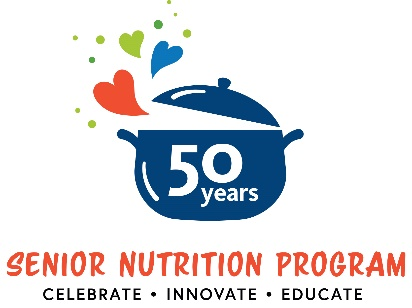 50
years
SENIOR NUTRITION PROGRAM
CELEBRATE • INNOVATE • EDUCATE